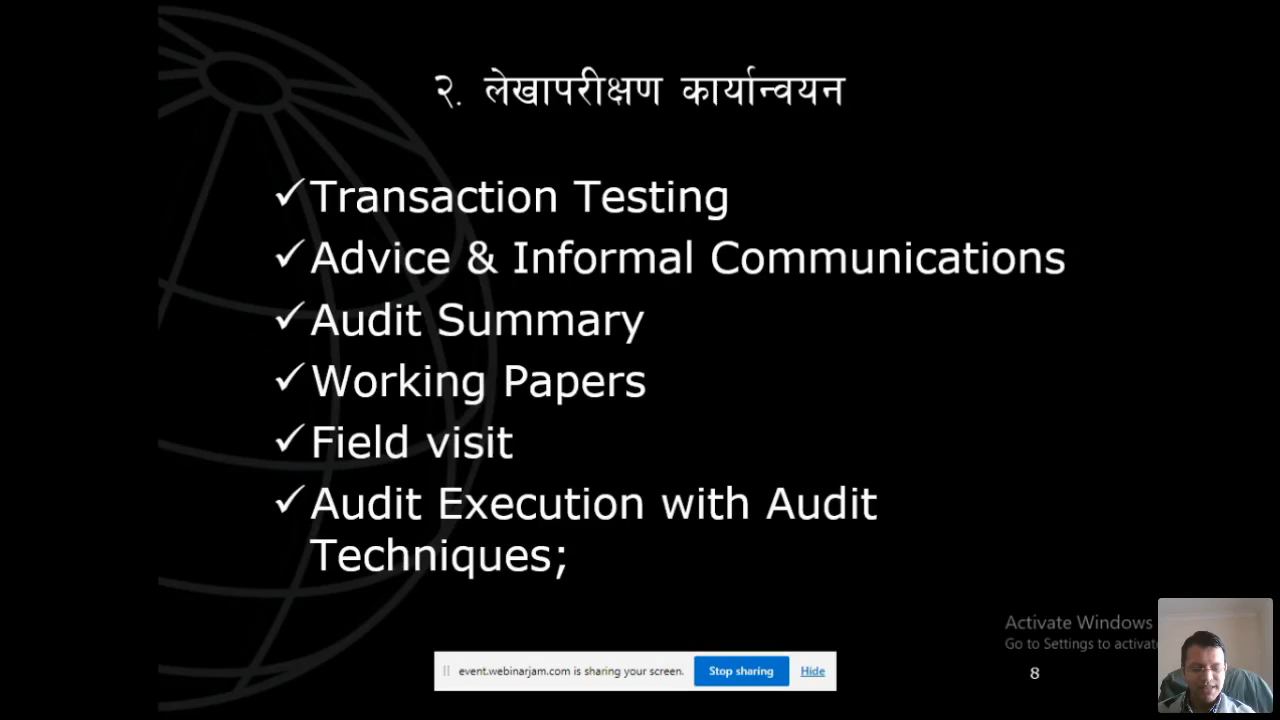 २. लेखापरीक्षण कार्यान्वयन
✓Transaction Testing
✓Advice & Informal Communications
✓Audit Summary
✓Working Papers
✓Field visit
✓Audit Execution with Audit
Techniques;
Activate Windows
Go to Settings to activat
event.webinarjam.com is sharing your screen. Stop sharing Hide
8